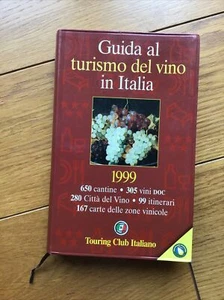 Guida al
turismo del vino
in Italia
1999
650 cantine • 305 vini DOC
280 Città del Vino • 99 itinerari
167 carte delle zone vinicole
Touring Club Italiano